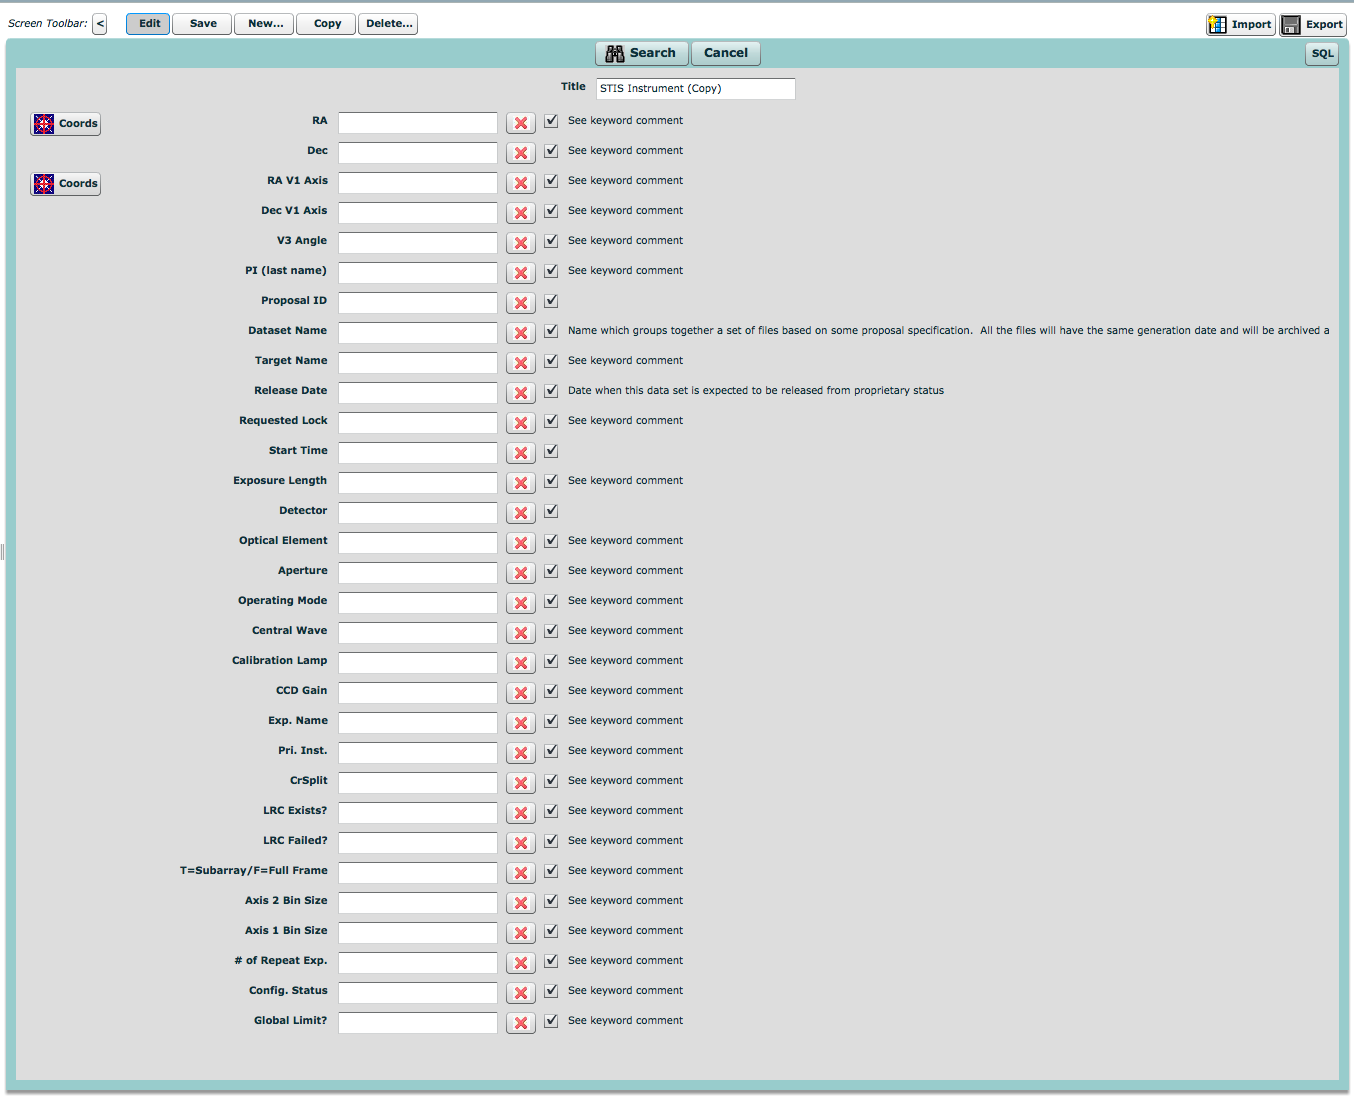 Screen Toolbar: < Edit Save New... Copy Delete... Import Export
Search Cancel SQL
Title STIS Instrument (Copy)
Coords RA See keyword comment
Dec See keyword comment
Coords RA V1 Axis See keyword comment
Dec V1 Axis See keyword comment
V3 Angle See keyword comment
PI (last name) See keyword comment
Proposal ID
Dataset Name Name which groups together a set of files based on some proposal specification. All the files will have the same generation date and will be archived a
Target Name See keyword comment
Release Date Date when this data set is expected to be released from proprietary status
Requested Lock See keyword comment
Start Time
Exposure Length See keyword comment
Detector
Optical Element See keyword comment
Aperture See keyword comment
Operating Mode See keyword comment
Central Wave See keyword comment
Calibration Lamp See keyword comment
CCD Gain See keyword comment
Exp. Name See keyword comment
Pri. Inst. See keyword comment
CrSplit See keyword comment
LRC Exists? See keyword comment
LRC Failed? See keyword comment
T=Subarray/F=Full Frame See keyword comment
Axis 2 Bin Size See keyword comment
Axis 1 Bin Size See keyword comment
# of Repeat Exp. See keyword comment
Config. Status See keyword comment
Global Limit? See keyword comment